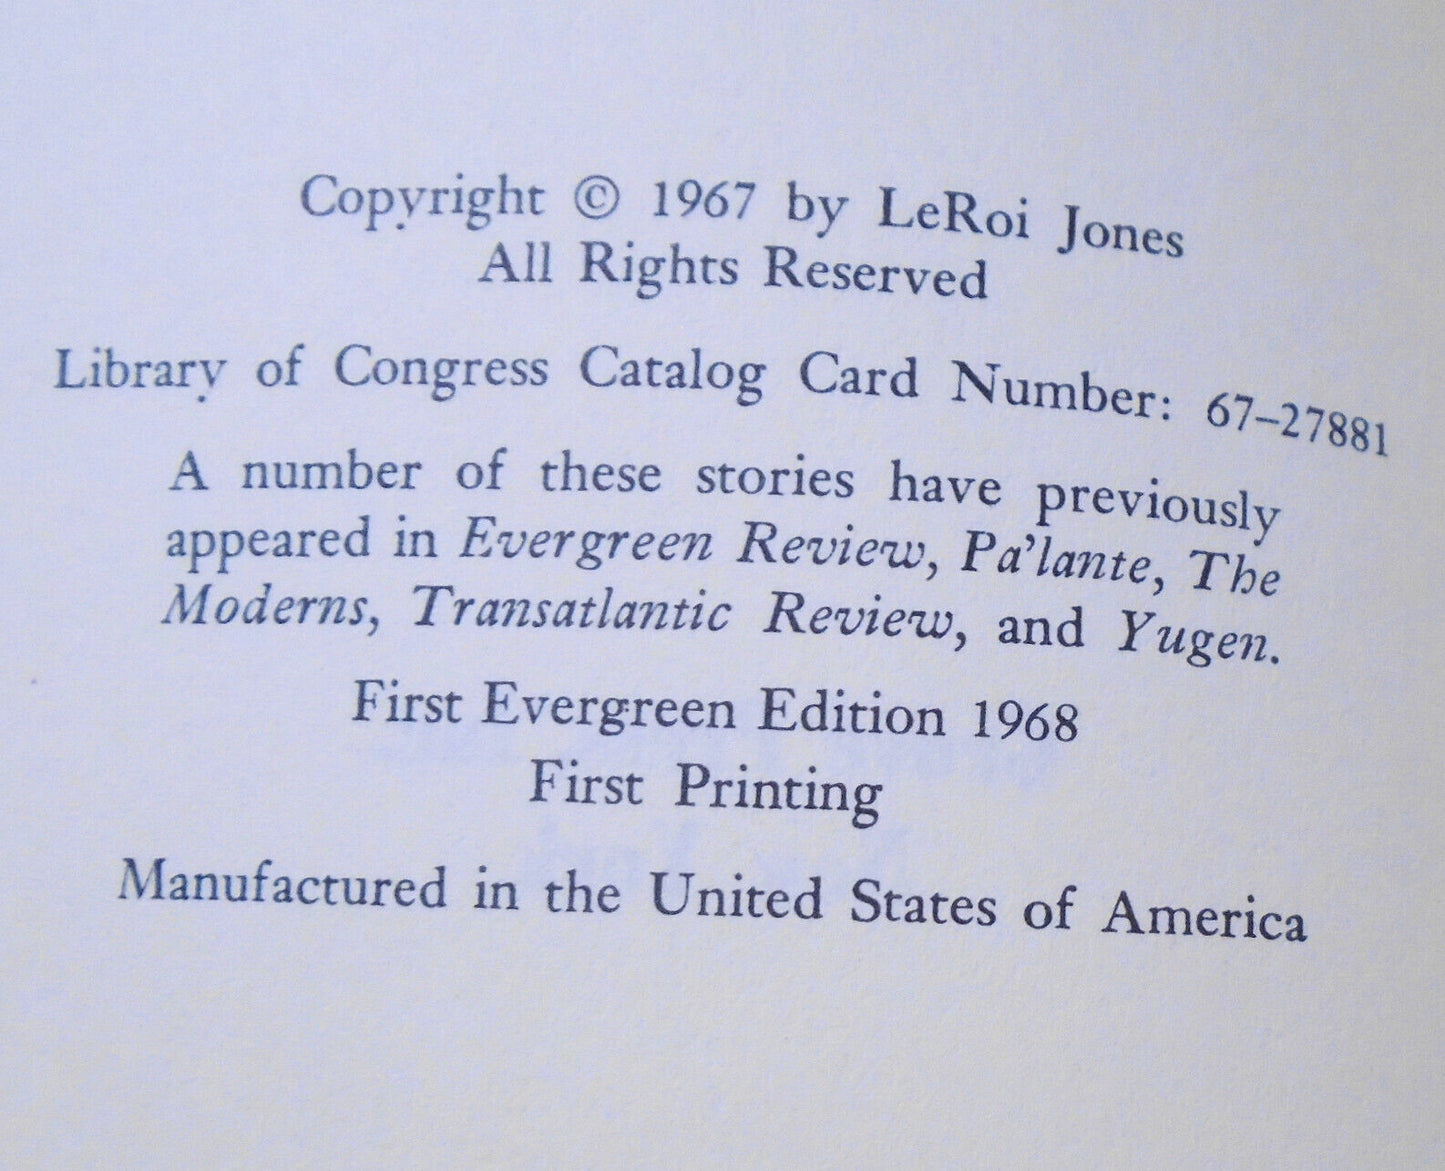 Copyright © 1967 by LeRoi Jones
All Rights Reserved
Library of Congress Catalog Card Number: 67–27881
A number of these stories have previously
appeared in Evergreen Review, Pa'lante, The
Moderns, Transatlantic Review, and Yugen.
First Evergreen Edition 1968
First Printing
Manufactured in the United States of America